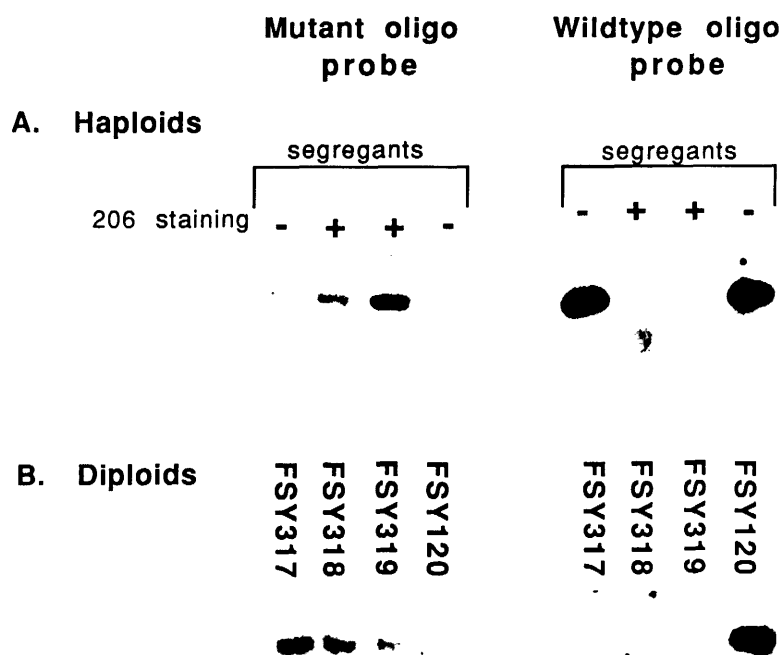 Mutant oligo probe
Wildtype oligo probe
A. Haploids
segregants
segregants
206 staining - + + -
- + + -
B. Diploids
FSY317
FSY318
FSY319
FSY120
FSY317
FSY318
FSY319
FSY120